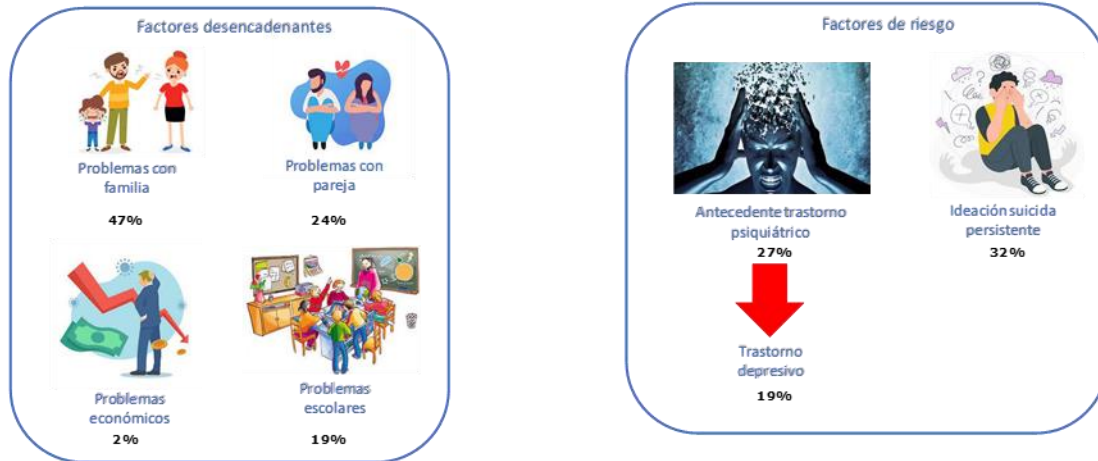 Factores desencadenantes
Problemas con
familia
47%
Problemas con
pareja
24%
Problemas
económicos
2%
Problemas
escolares
19%
Factores de riesgo
Antecedente trastorno
psiquiátrico
27%
Ideación suicida
persistente
32%
Trastorno
depresivo
19%